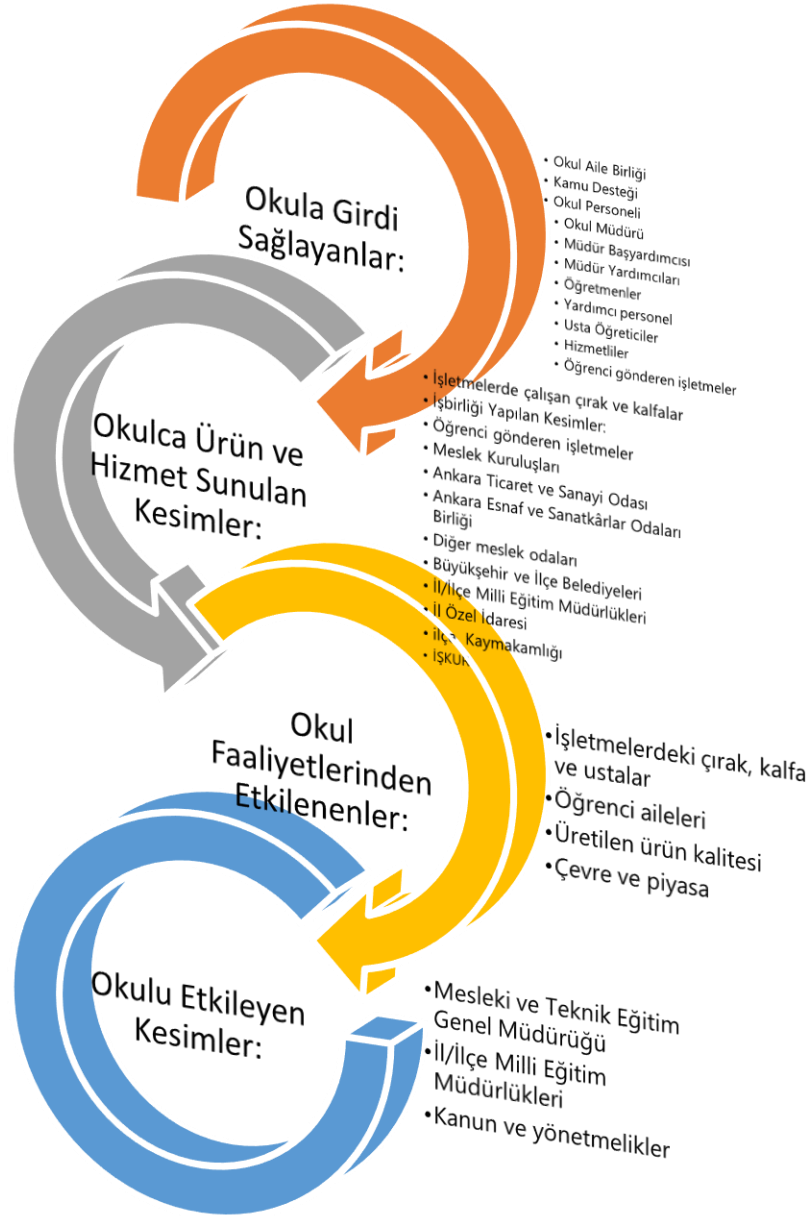 Okula Girdi
Sağlayanlar:
• Okul Aile Birliği
• Kamu Desteği
• Okul Personeli
• Okul Müdürü
• Müdür Başyardımcısı
• Müdür Yardımcıları
• Öğretmenler
• Yardımcı personel
• Usta Öğreticiler
• Hizmetliler
• Öğrenci gönderen işletmeler
Okulca Ürün ve
Hizmet Sunulan
Kesimler:
• İşletmelerde çalışan çırak ve kalfalar
• İşbirliği Yapılan Kesimler:
• Öğrenci gönderen işletmeler
• Meslek Kuruluşları
• Ankara Ticaret ve Sanayi Odası
• Ankara Esnaf ve Sanatkârlar Odaları
Birliği
• Diğer meslek odaları
• Büyükşehir ve İlçe Belediyeleri
• İl/İlçe Milli Eğitim Müdürlükleri
• İl Özel İdaresi
• ilçe Kaymakamlığı
• İŞKUR
Okul
Faaliyetlerinden
Etkilenenler:
•İşletmelerdeki çırak, kalfa
ve ustalar
•Öğrenci aileleri
•Üretilen ürün kalitesi
•Çevre ve piyasa
Okulu Etkileyen
Kesimler:
•Mesleki ve Teknik Eğitim
Genel Müdürüğü
•İl/İlçe Milli Eğitim
Müdürlükleri
•Kanun ve yönetmelikler